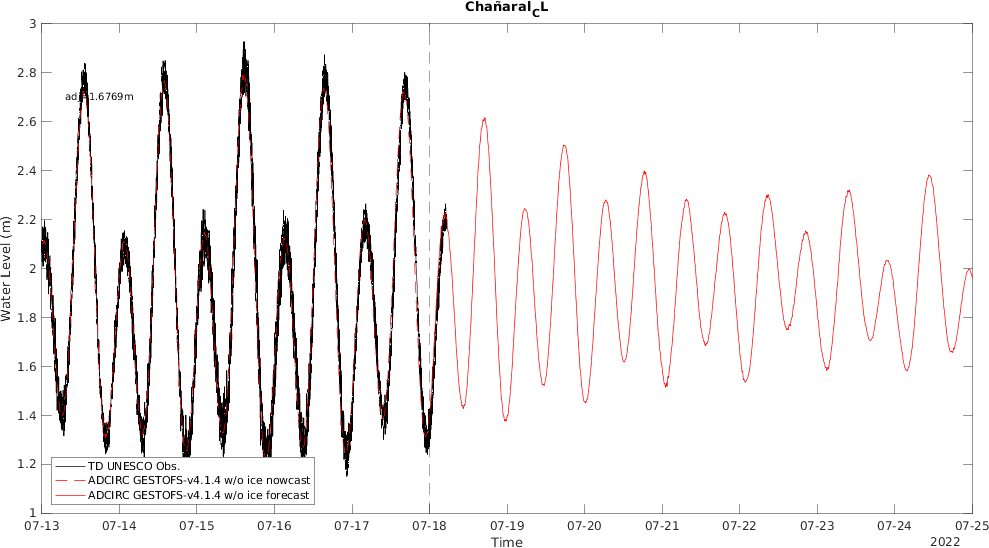 Chañaral_CL
adj=1.6769m
Water Level (m)
3
2.8
2.6
2.4
2.2
2
1.8
1.6
1.4
1.2
1
TD UNESCO Obs.
ADCIRC GESTOFS-v4.1.4 w/o ice nowcast
ADCIRC GESTOFS-v4.1.4 w/o ice forecast
07-13 07-14 07-15 07-16 07-17 07-18 07-19 07-20 07-21 07-22 07-23 07-24 07-25
Time
2022